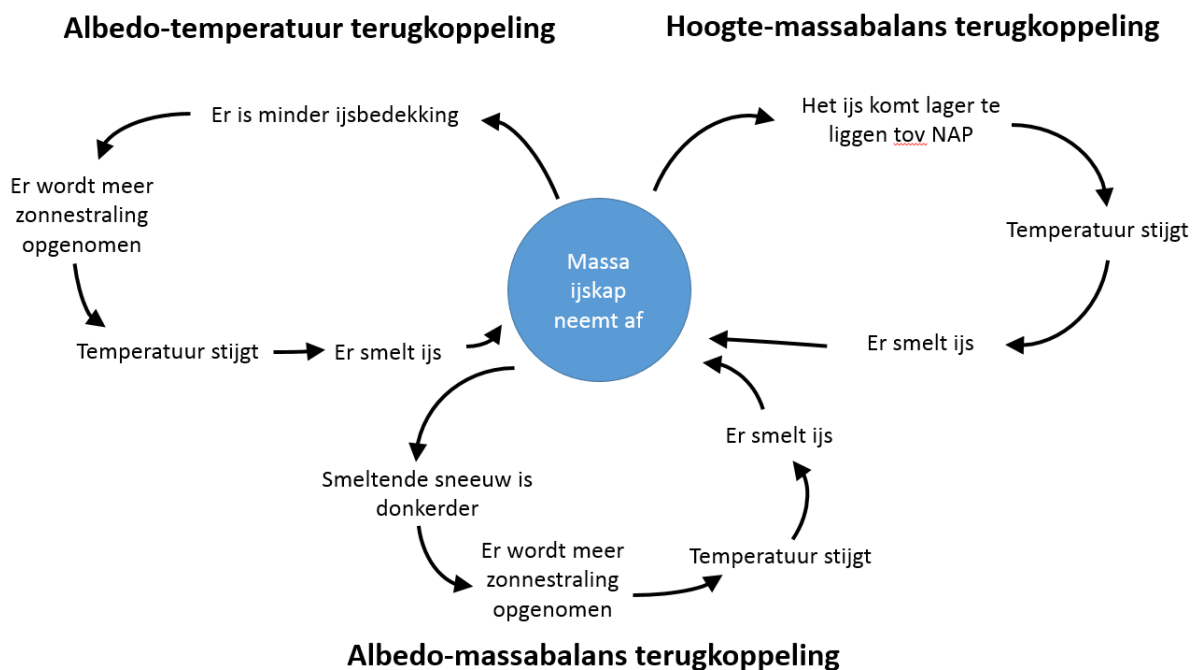 Albedo-temperatuur terugkoppeling
Hoogte-massabalans terugkoppeling
Er is minder ijsbedekking
Er wordt meer
zonnestraling
opgenomen
Temperatuur stijgt
Er smelt ijs
Massa
ijskap
neemt af
Het ijs komt lager te
liggen tov NAP
Temperatuur stijgt
Er smelt ijs
Smeltende sneeuw is
donkerder
Er wordt meer
zonnestraling
opgenomen
Temperatuur stijgt
Er smelt ijs
Albedo-massabalans terugkoppeling